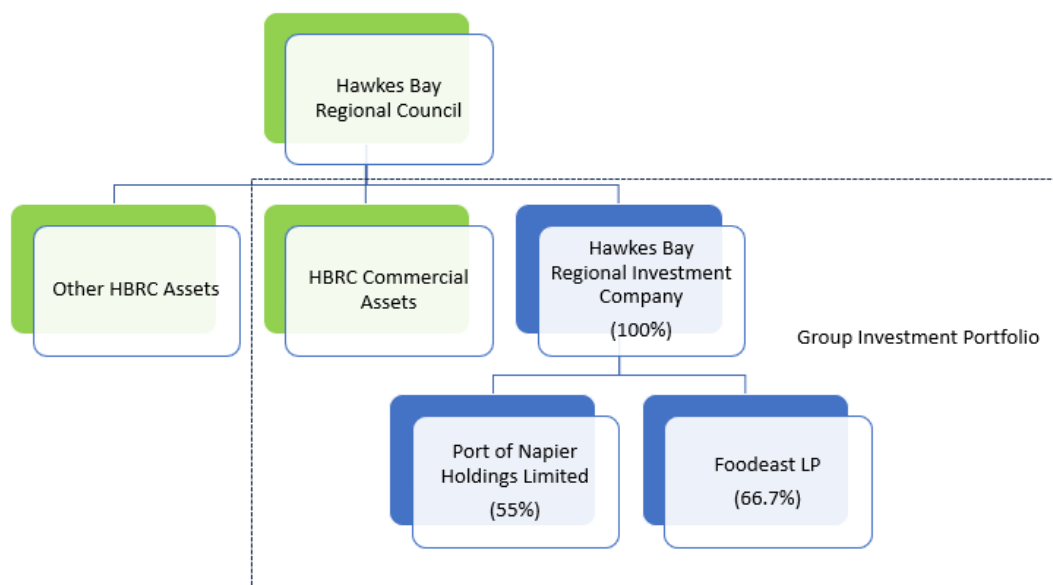 Hawkes Bay
Regional Council
Other HBRC Assets
HBRC Commercial
Assets
Hawkes Bay
Regional Investment
Company
(100%)
Group Investment Portfolio
Port of Napier
Holdings Limited
(55%)
Foodeast LP
(66.7%)